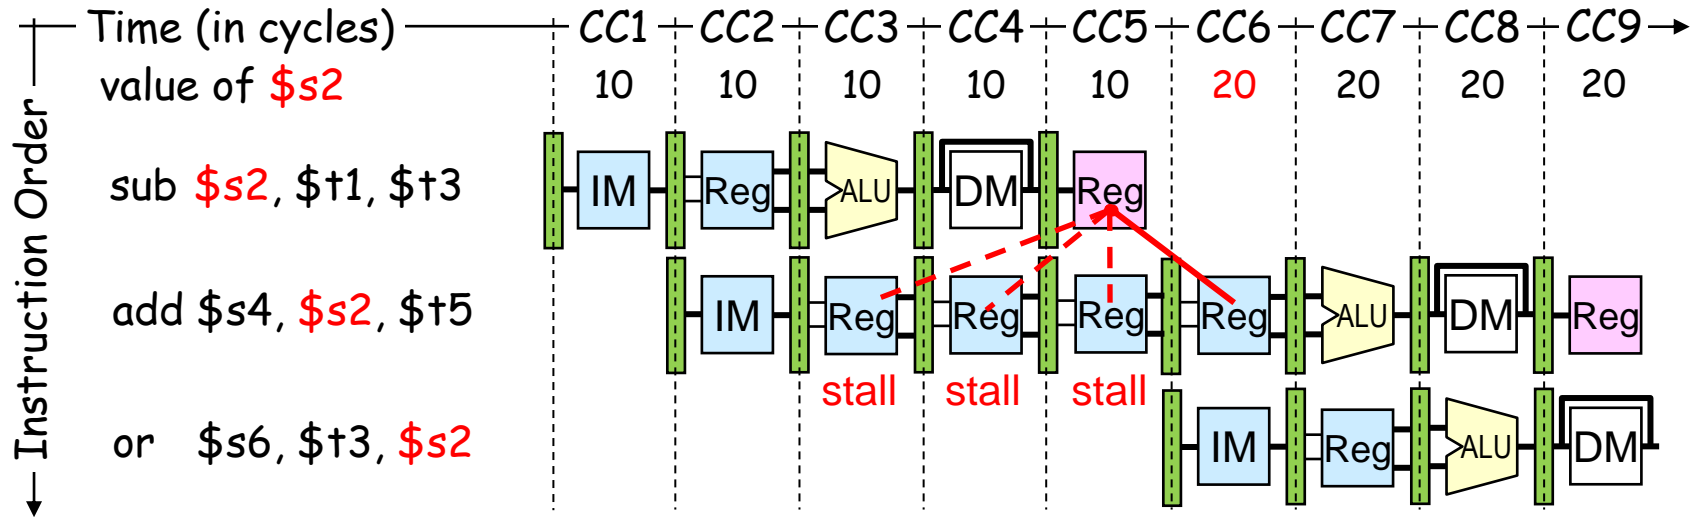 Time (in cycles) CC1 CC2 CC3 CC4 CC5 CC6 CC7 CC8 CC9
value of $s2 10 10 10 10 10 20 20 20 20
Instruction Order
sub $s2, $t1, $t3 IM Reg ALU DM Reg
add $s4, $s2, $t5 IM Reg Reg Reg Reg ALU DM Reg
stall stall stall
or $s6, $t3, $s2 IM Reg ALU DM